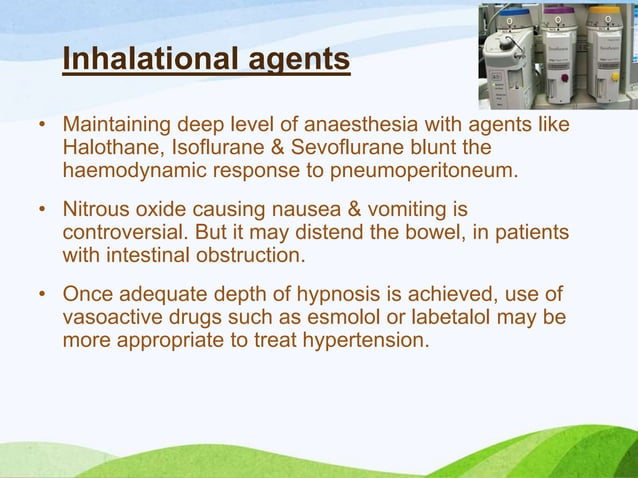 Inhalational agents
• Maintaining deep level of anaesthesia with agents like
Halothane, Isoflurane & Sevoflurane blunt the
haemodynamic response to pneumoperitoneum.
• Nitrous oxide causing nausea & vomiting is
controversial. But it may distend the bowel, in patients
with intestinal obstruction.
• Once adequate depth of hypnosis is achieved, use of
vasoactive drugs such as esmolol or labetalol may be
more appropriate to treat hypertension.